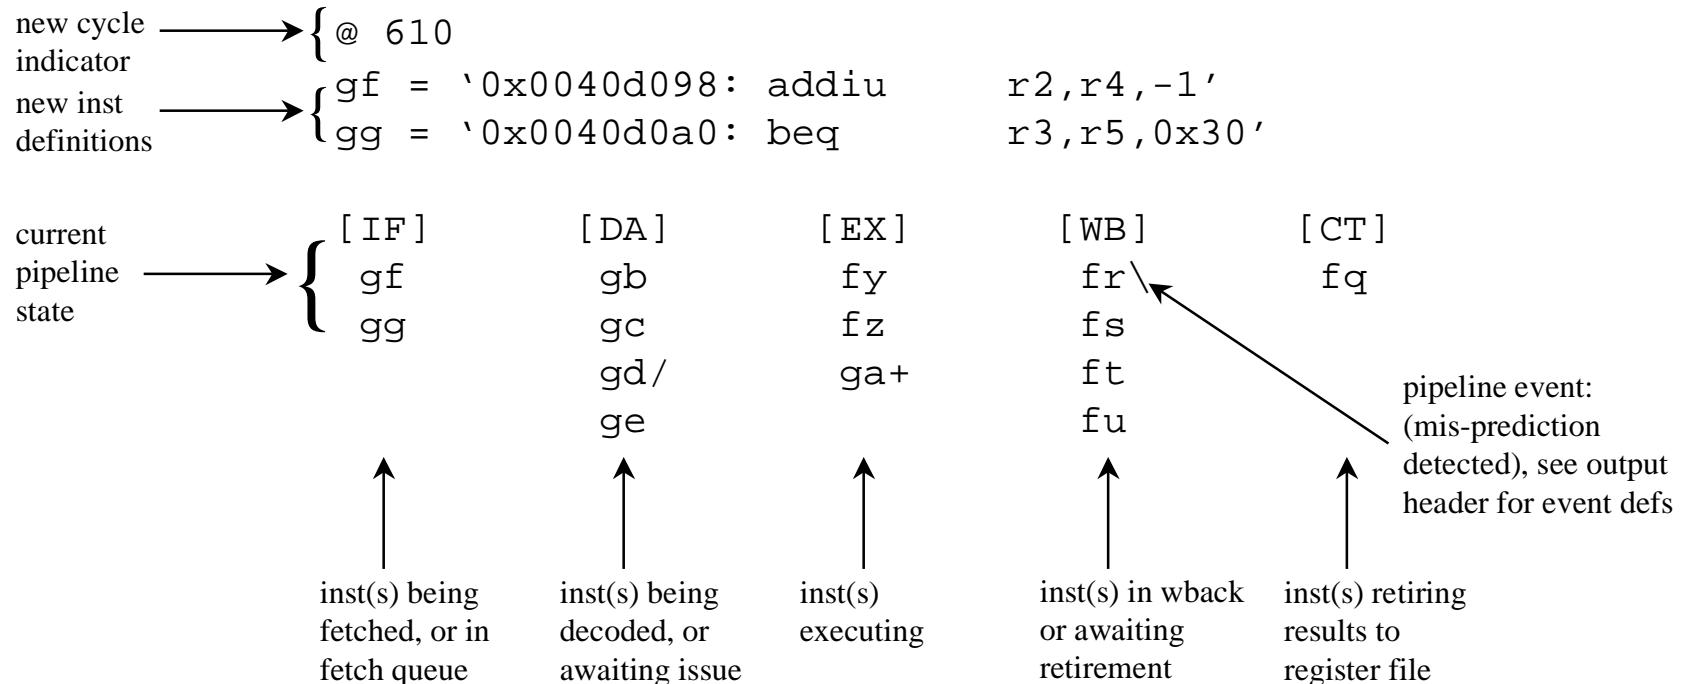 new cycle
indicator
{ @ 610
new inst
definitions
{ gf = ‘0x0040d098: addiu r2,r4,-1’
gg = ‘0x0040d0a0: beq r3,r5,0x30’
current
pipeline
state
{ [IF] [DA] [EX] [WB] [CT]
gf gb fy fr\ fq
gg gc fz fs
gd/ ga+ ft
ge fu
pipeline event:
(mis-prediction
detected), see output
header for event defs
inst(s) being
fetched, or in
fetch queue
inst(s) being
decoded, or
awaiting issue
inst(s)
executing
inst(s) in wback
or awaiting
retirement
inst(s) retiring
results to
register file